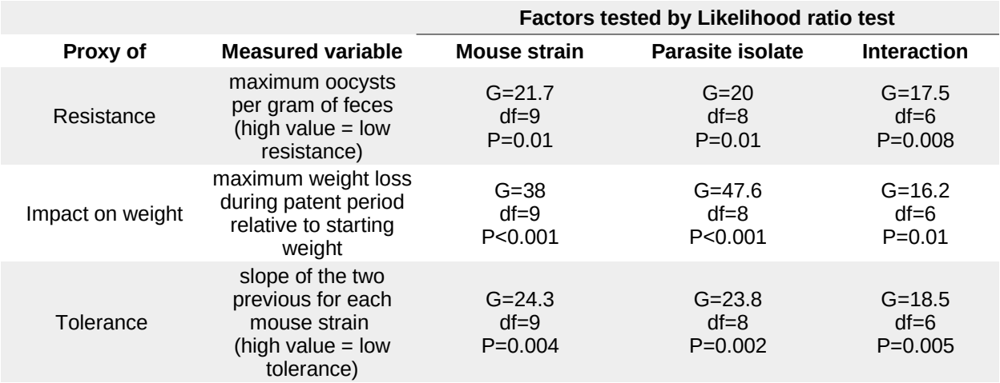 Factors tested by Likelihood ratio test
Proxy of Measured variable Mouse strain Parasite isolate Interaction
Resistance
maximum oocysts
per gram of feces
(high value = low
resistance)
G=21.7
df=9
P=0.01
G=20
df=8
P=0.01
G=17.5
df=6
P=0.008
Impact on weight
maximum weight loss
during patent period
relative to starting
weight
G=38
df=9
P<0.001
G=47.6
df=8
P<0.001
G=16.2
df=6
P=0.01
Tolerance
slope of the two
previous for each
mouse strain
(high value = low
tolerance)
G=24.3
df=9
P=0.004
G=23.8
df=8
P=0.002
G=18.5
df=6
P=0.005